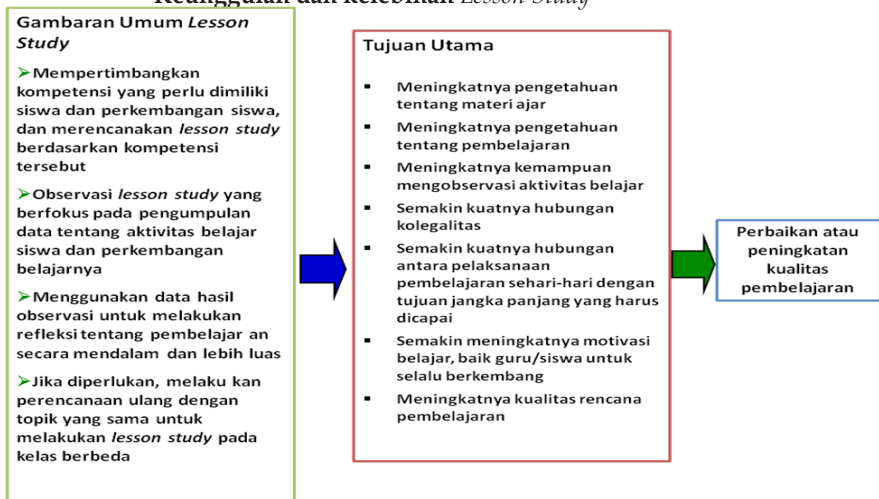 Keunggulan dan kelebihan Lesson Study
Gambaran Umum Lesson
Study
➢Mempertimbangkan
kompetensi yang perlu dimiliki
siswa dan perkembangan siswa,
dan merencanakan lesson study
berdasarkan kompetensi
tersebut
➢Observasi lesson study yang
berfokus pada pengumpulan
data tentang aktivitas belajar
siswa dan perkembangan
belajarnya
➢Menggunakan data hasil
observasi untuk melakukan
refleksi tentang pembelajar an
secara mendalam dan lebih luas
➢Jika diperlukan, melaku kan
perencanaan ulang dengan
topik yang sama untuk
melakukan lesson study pada
kelas berbeda
Tujuan Utama
▪ Meningkatnya pengetahuan
tentang materi ajar
▪ Meningkatnya pengetahuan
tentang pembelajaran
▪ Meningkatnya kemampuan
mengobservasi aktivitas belajar
▪ Semakin kuatnya hubungan
kolegalitas
▪ Semakin kuatnya hubungan
antara pelaksanaan
pembelajaran sehari-hari dengan
tujuan jangka panjang yang harus
dicapai
▪ Semakin meningkatnya motivasi
belajar, baik guru/siswa untuk
selalu berkembang
▪ Meningkatnya kualitas rencana
pembelajaran
Perbaikan atau
peningkatan
kualitas
pembelajaran